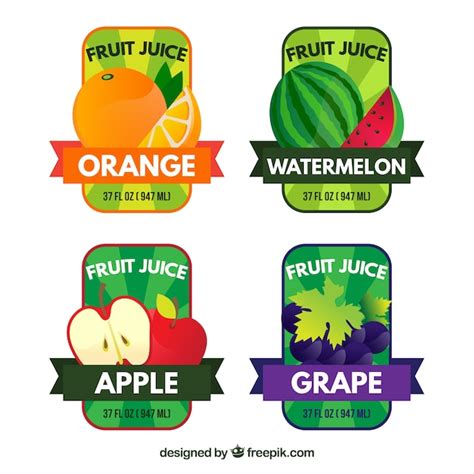 FRUIT JUICE
ORANGE
37 FL OZ ( 947 ML)
FRUIT JUICE
WATERMELON
37 FL OZ ( 947 ML)
FRUIT JUICE
APPLE
37 FL OZ ( 947 ML)
FRUIT JUICE
GRAPE
37 FL OZ ( 947 ML)
designed by freepik.com